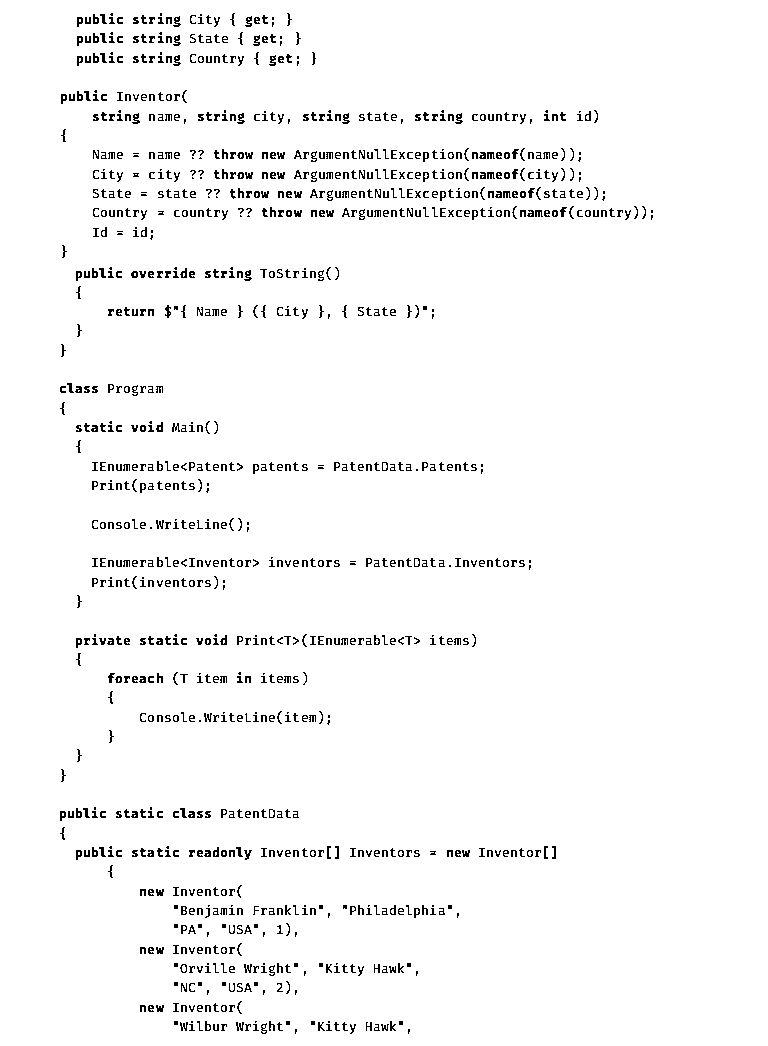 public string City { get; }
public string State { get; }
public string Country { get; }
public Inventor(
string name, string city, string state, string country, int id)
{
Name = name ?? throw new ArgumentNullException(nameof(name));
City = city ?? throw new ArgumentNullException(nameof(city));
State = state ?? throw new ArgumentNullException(nameof(state));
Country = country ?? throw new ArgumentNullException(nameof(country));
Id = id;
}
public override string ToString()
{
return $"{ Name } ({ City }, { State })";
}
}
class Program
{
static void Main()
{
IEnumerable<Patent> patents = PatentData.Patents;
Print(patents);
Console.WriteLine();
IEnumerable<Inventor> inventors = PatentData.Inventors;
Print(inventors);
}
private static void Print<T>(IEnumerable<T> items)
{
foreach (T item in items)
{
Console.WriteLine(item);
}
}
}
public static class PatentData
{
public static readonly Inventor[] Inventors = new Inventor[]
{
new Inventor(
"Benjamin Franklin", "Philadelphia",
"PA", "USA", 1),
new Inventor(
"Orville Wright", "Kitty Hawk",
"NC", "USA", 2),
new Inventor(
"Wilbur Wright", "Kitty Hawk",